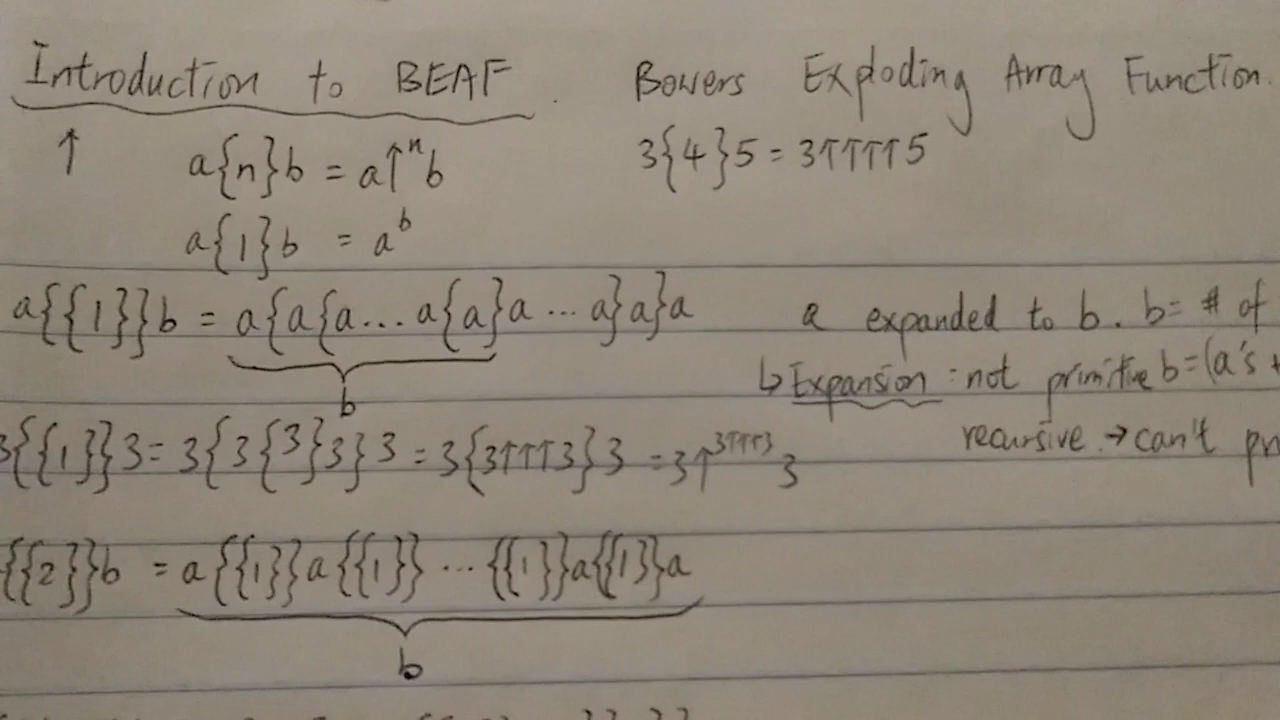 Introduction to BEAF. Bowers Exploding Array Function.
↑ a{n}b = a↑ⁿb 3{4}5 = 3↑↑↑↑5
a{1}b = aᵇ
a{{1}}b = a{a{a...a{a}a...a}a}a a expanded to b. b= # of
b ↳ Expansion : not primitive b=(a's +
3{{1}}3 = 3{3{3}3}3 = 3{3↑↑↑3}3 = 3↑^3↑↑↑3 3 recursive → can't
{{2}}b = a{{1}}a{{1}} ... {{1}}a{{1}}a
b